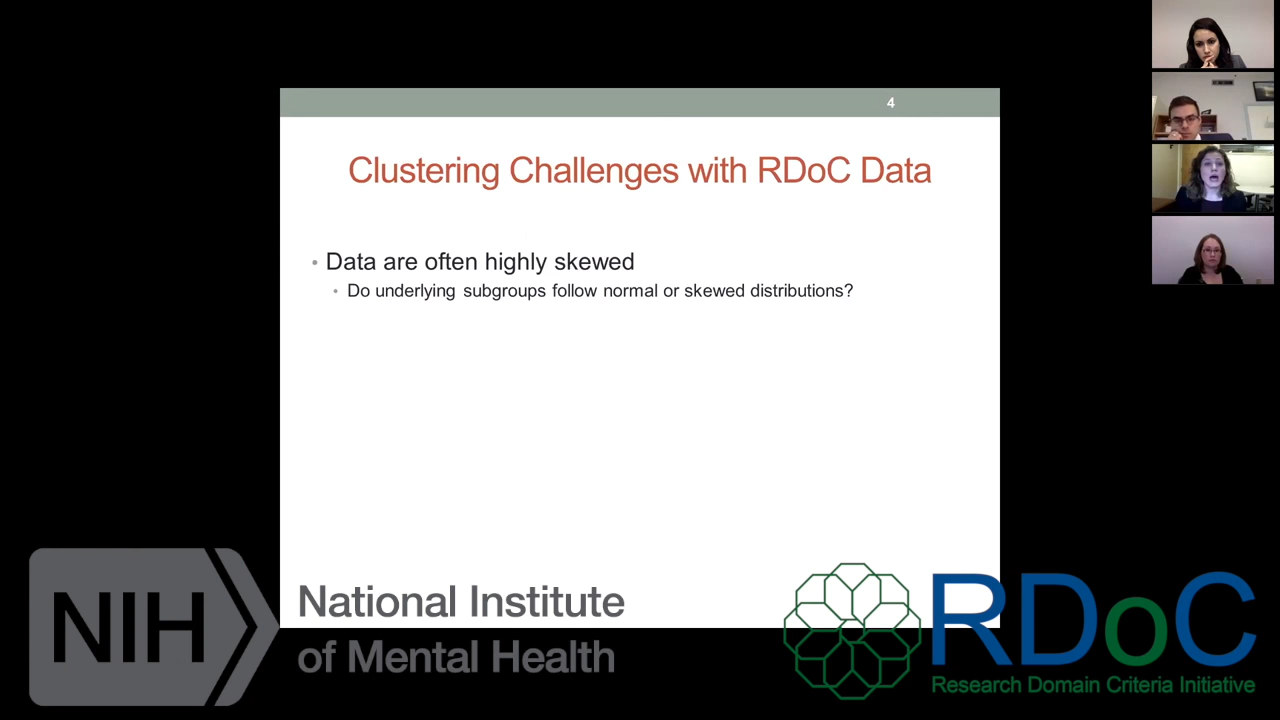 4
Clustering Challenges with RDoC Data
• Data are often highly skewed
• Do underlying subgroups follow normal or skewed distributions?
NIH
National Institute
of Mental Health
RDoC
Research Domain Criteria Initiative